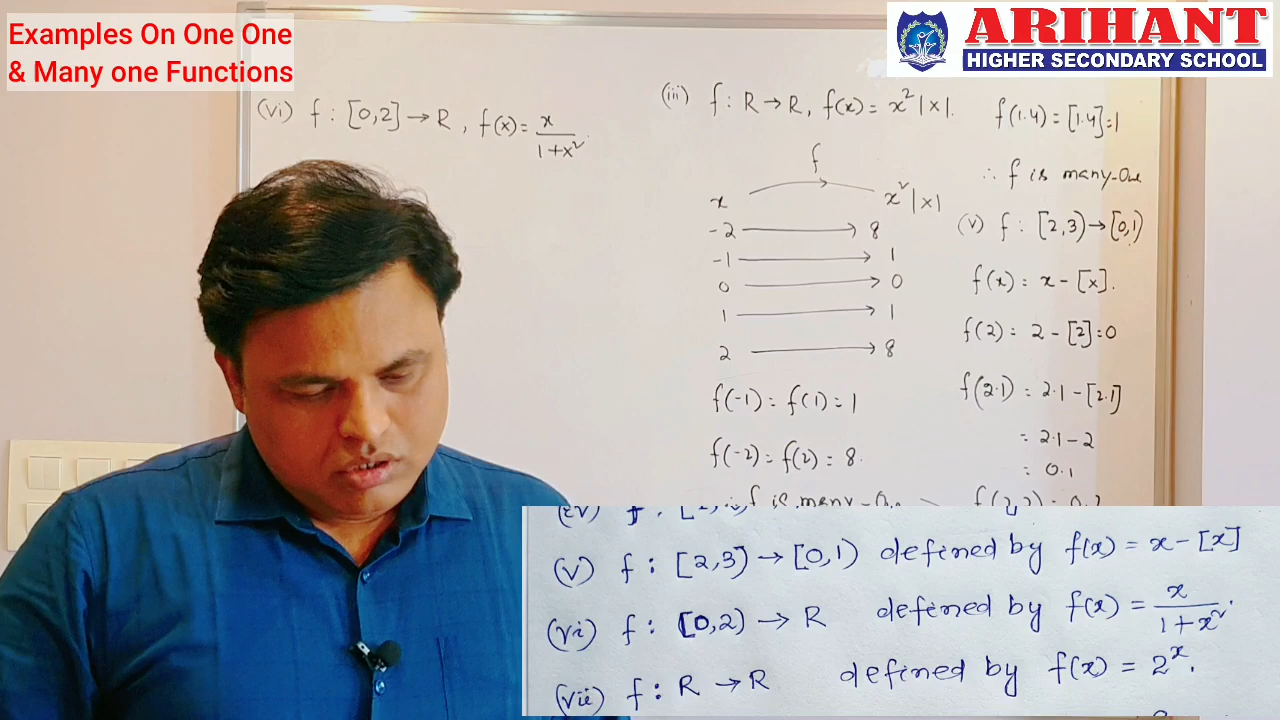 Examples On One One
& Many one Functions
ARIHANT
HIGHER SECONDARY SCHOOL
(vi) f : [0,2] → R , f(x) = x/(1+x²)
(iii) f : R → R, f(x) = x²|x|.
f
x x²|x|
-2 → 8
-1 → 1
0 → 0
1 → 1
2 → 8
f(-1) = f(1) = 1
f(-2) = f(2) = 8.
f is many-One
f(1.4) = [1.4] = 1
∴ f is many-One
(v) f : [2,3) → [0,1)
f(x) = x - [x].
f(2) = 2 - [2] = 0
f(2.1) = 2.1 - [2.1]
= 2.1 - 2
= 0.1
(v) f : [2,3) → [0,1) defined by f(x) = x - [x]
(vi) f : [0,2) → R defined by f(x) = x/(1+x²).
(vii) f : R → R defined by f(x) = 2ˣ.